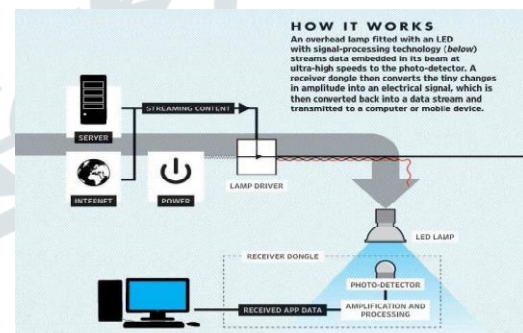 HOW IT WORKS
An overhead lamp fitted with an LED
with signal-processing technology (below)
streams data embedded in its beam at
ultra-high speeds to the photo-detector. A
receiver dongle then converts the tiny changes
in amplitude into an electrical signal, which is
then converted back into a data stream and
transmitted to a computer or mobile device.
STREAMING CONTENT
SERVER
INTERNET
POWER
LAMP DRIVER
LED LAMP
RECEIVER DONGLE
PHOTO-DETECTOR
RECEIVED APP DATA
AMPLIFICATION AND
PROCESSING